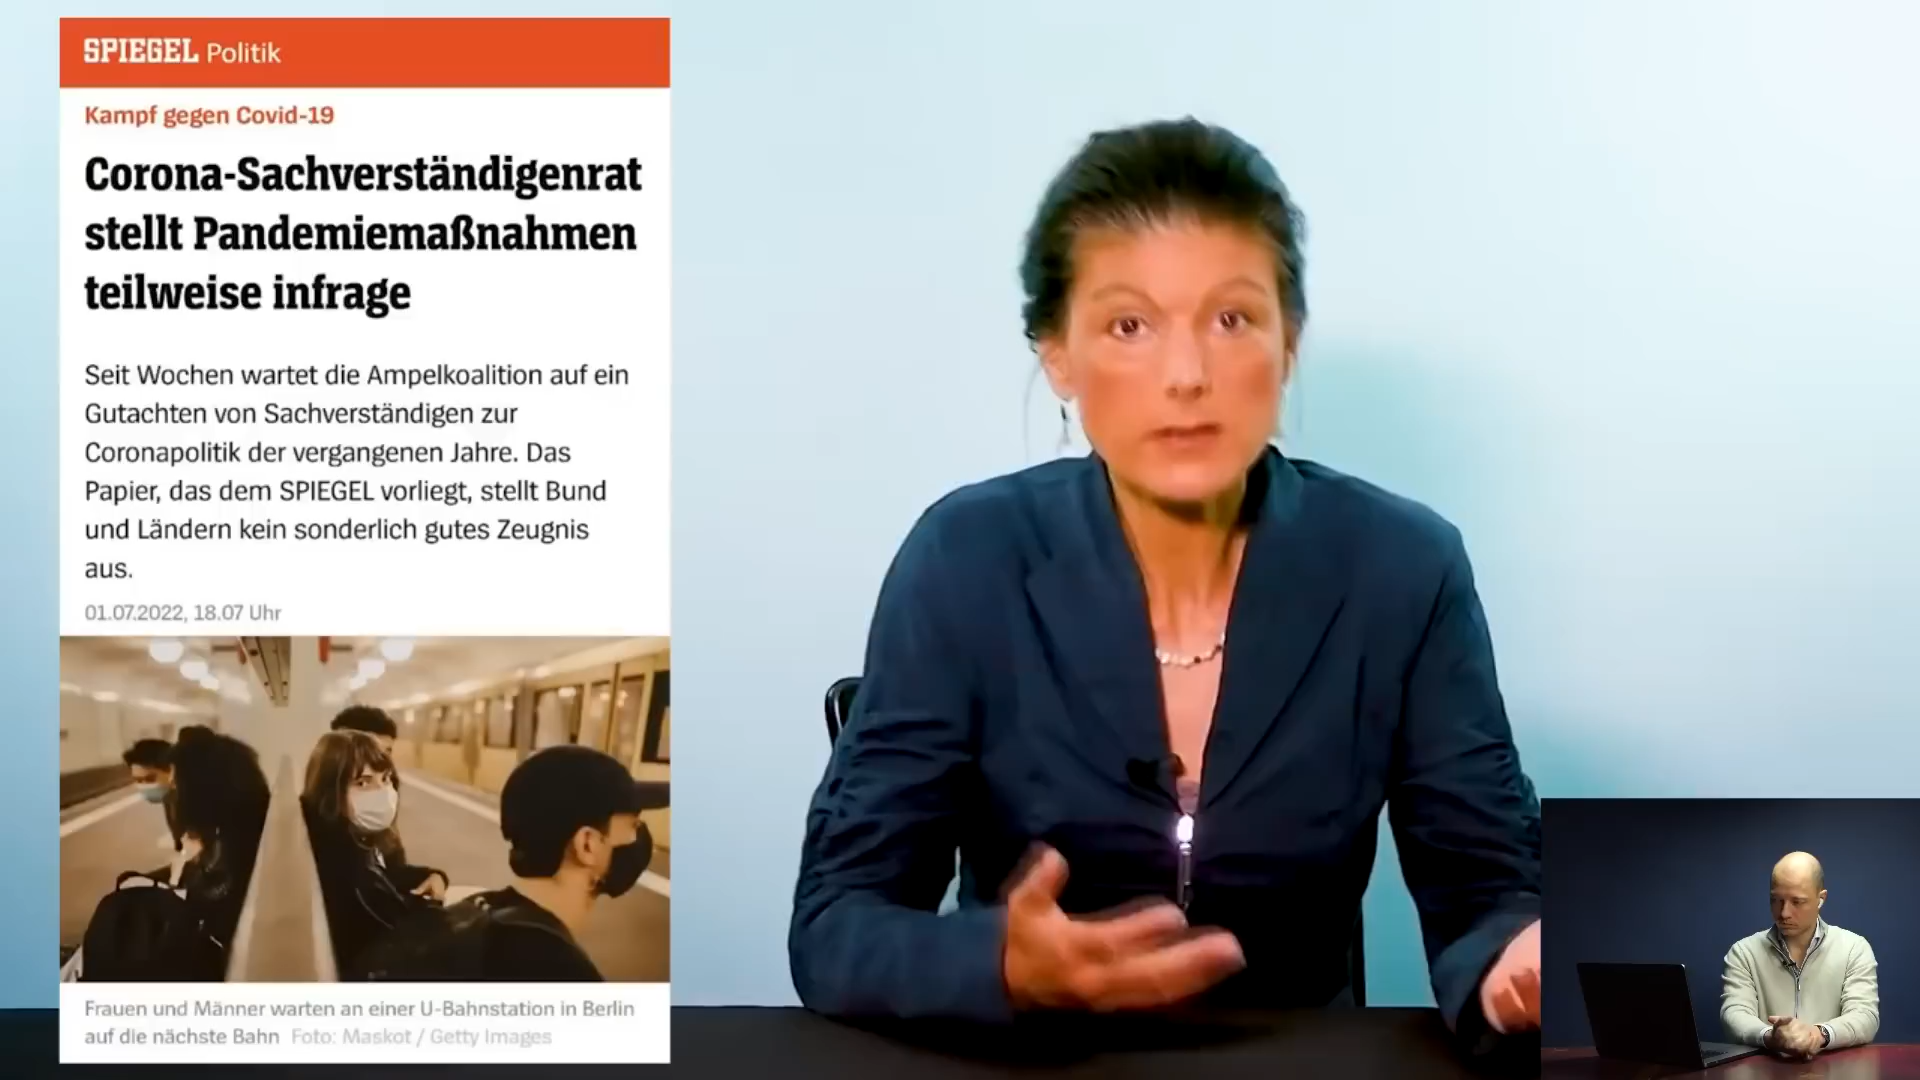 SPIEGEL Politik
Kampf gegen Covid-19
Corona-Sachverständigenrat
stellt Pandemiemaßnahmen
teilweise infrage
Seit Wochen wartet die Ampelkoalition auf ein
Gutachten von Sachverständigen zur
Coronapolitik der vergangenen Jahre. Das
Papier, das dem SPIEGEL vorliegt, stellt Bund
und Ländern kein sonderlich gutes Zeugnis
aus.
01.07.2022, 18.07 Uhr
Frauen und Männer warten an einer U-Bahnstation in Berlin
auf die nächste Bahn Foto: Maskot / Getty Images